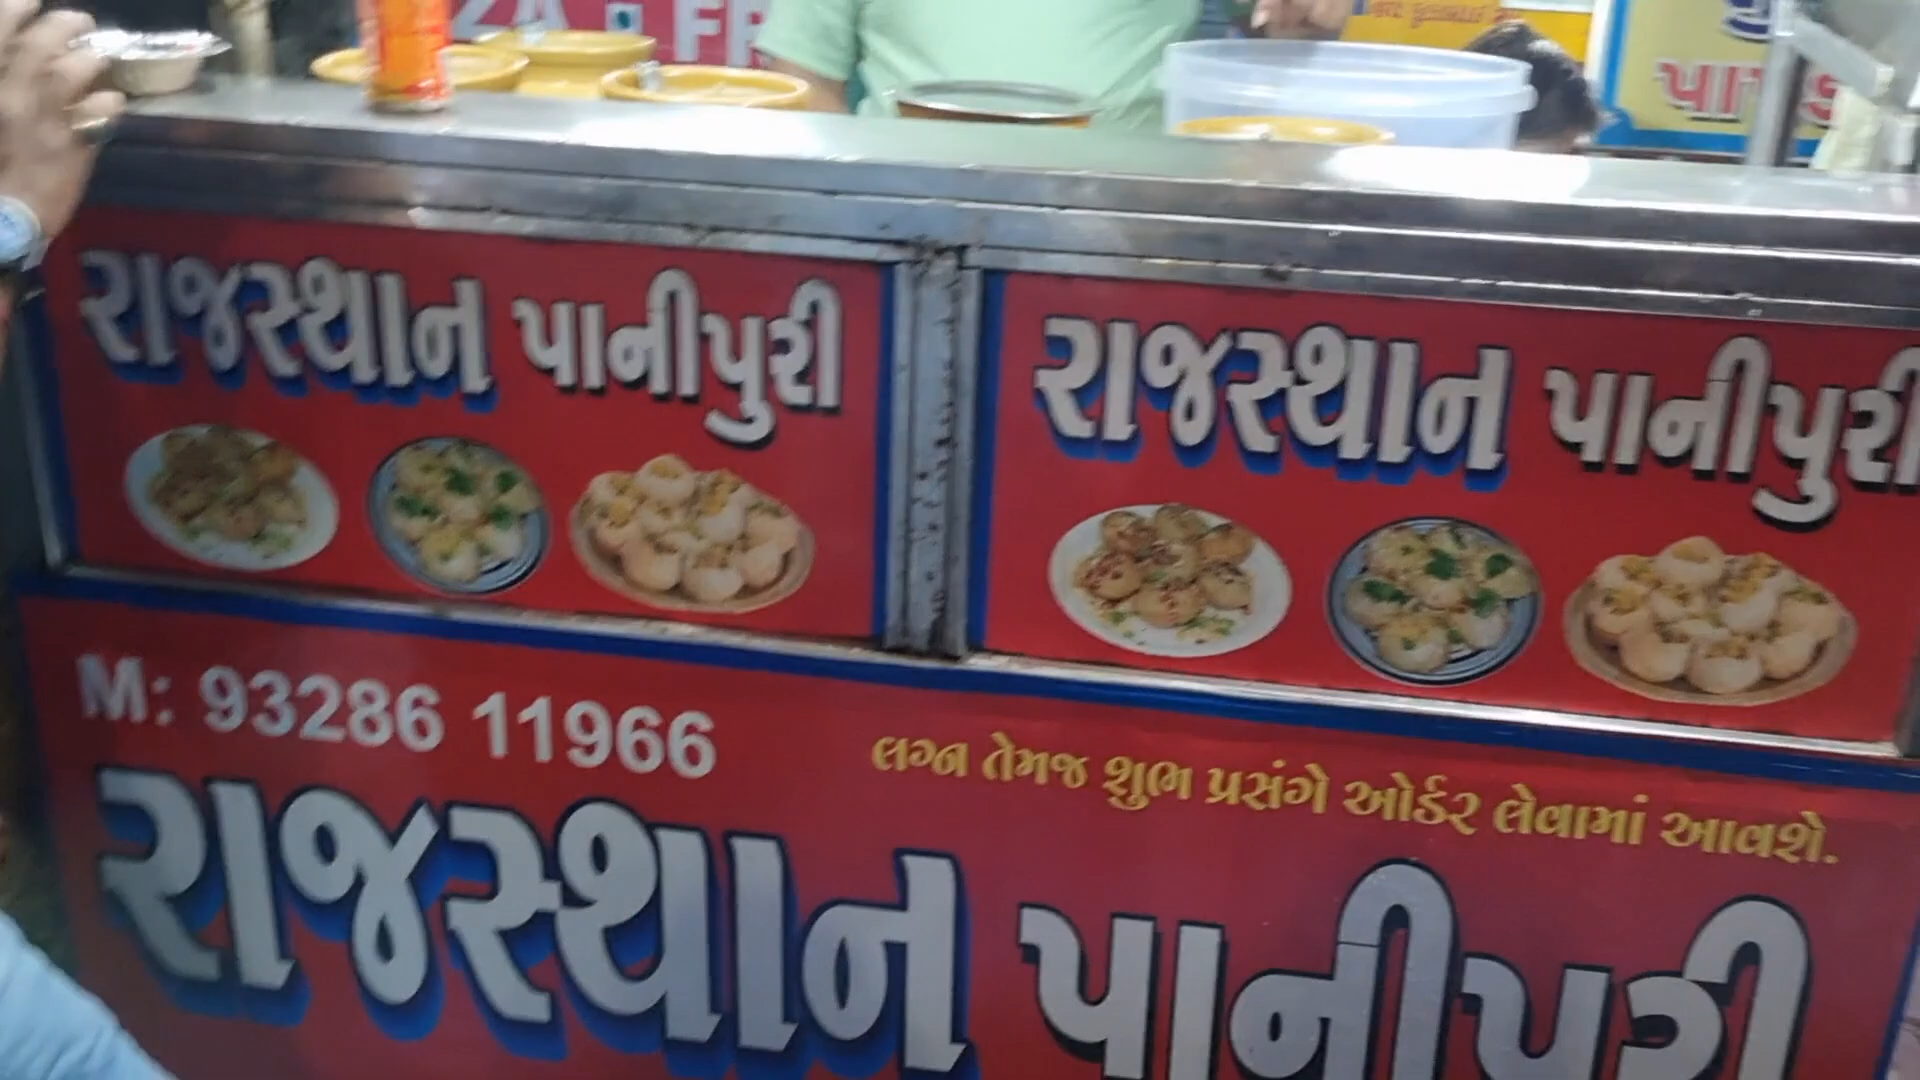 રાજસ્થાન પાનીપુરી
રાજસ્થાન પાનીપુરી
M: 93286 11966
લગ્ન તેમજ શુભ પ્રસંગે ઓર્ડર લેવામાં આવશે.
રાજસ્થાન પાનીપુરી